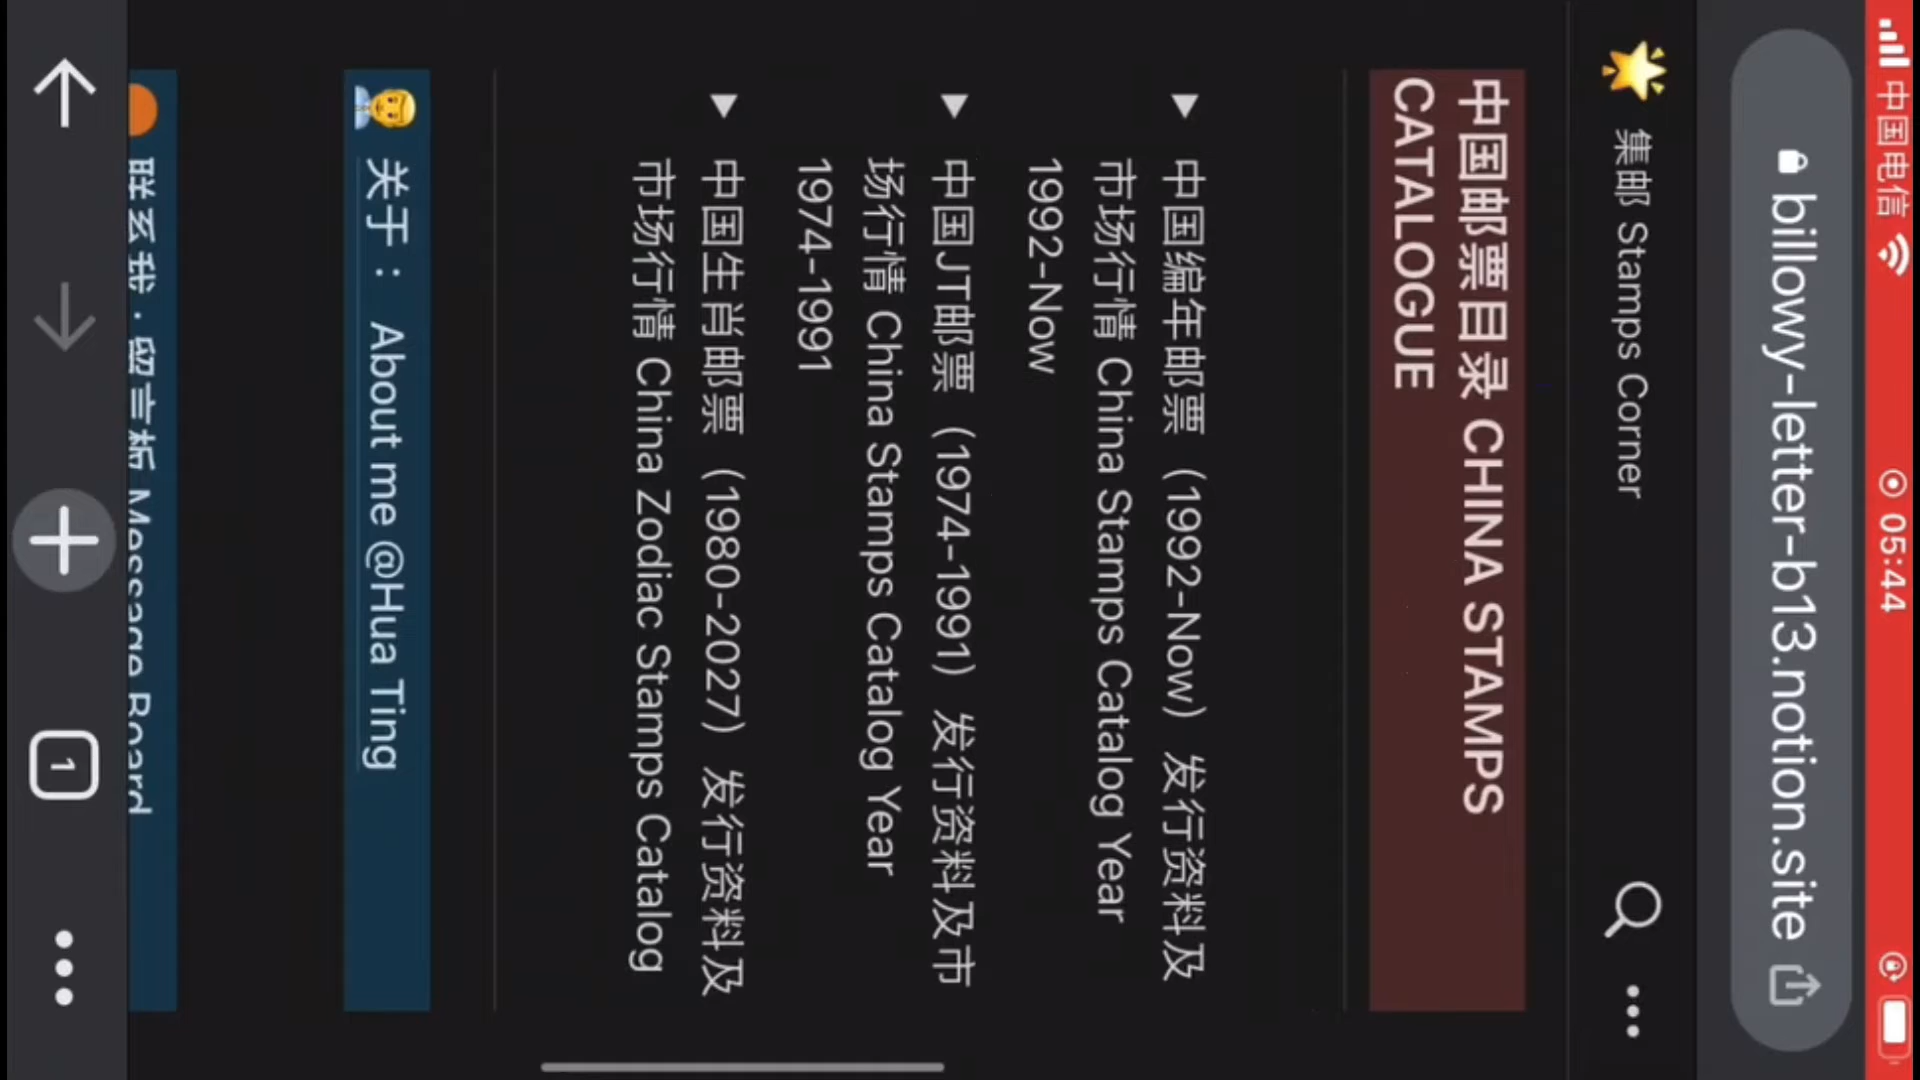 中国电信 05:44
billowy-letter-b13.notion.site
集邮 Stamps Corner
中国邮票目录 CHINA STAMPS
CATALOGUE
中国编年邮票（1992-Now）发行资料及
市场行情 China Stamps Catalog Year
1992-Now
中国JT邮票（1974-1991）发行资料及市
场行情 China Stamps Catalog Year
1974-1991
中国生肖邮票（1980-2027）发行资料及
市场行情 China Zodiac Stamps Catalog
关于： About me @Hua Ting
Message Board
1